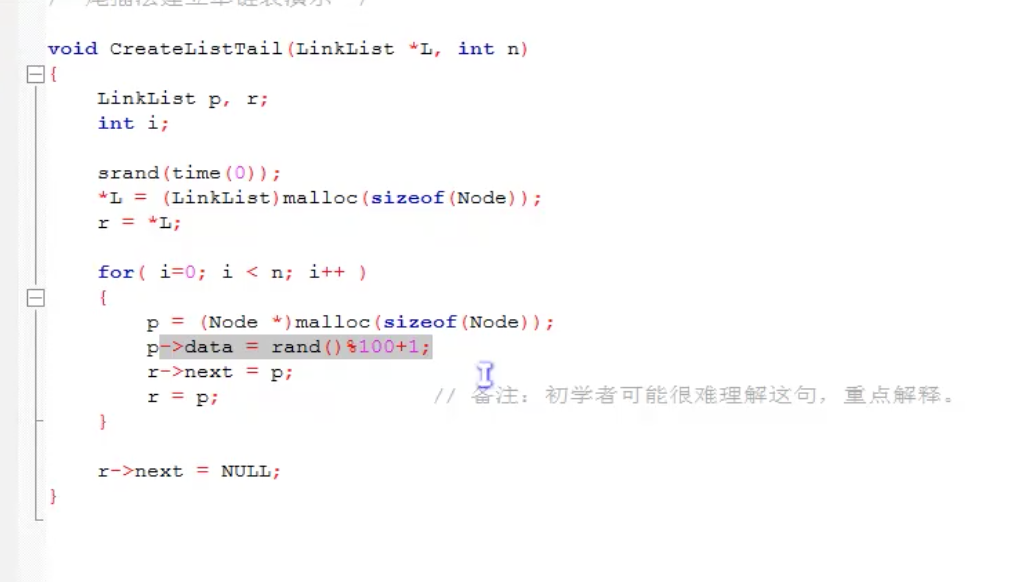 void CreateListTail(LinkList *L, int n)
{
LinkList p, r;
int i;
srand(time(0));
*L = (LinkList)malloc(sizeof(Node));
r = *L;
for( i=0; i < n; i++ )
{
p = (Node *)malloc(sizeof(Node));
p->data = rand()%100+1;
r->next = p;
r = p; // 备注: 初学者可能很难理解这句, 重点解释。
}
r->next = NULL;
}